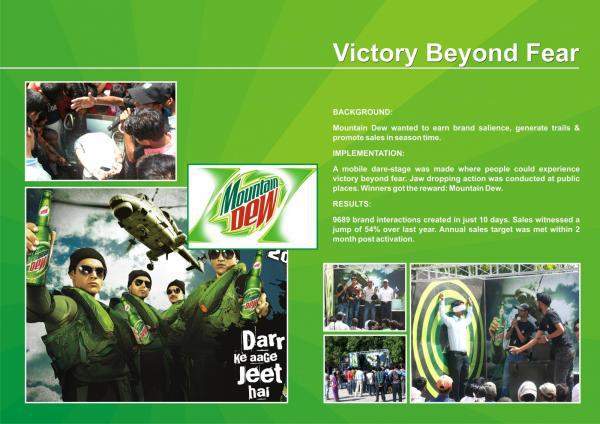 Victory Beyond Fear
BACKGROUND:
Mountain Dew wanted to earn brand salience, generate trails &
promote sales in season time.
IMPLEMENTATION:
A mobile dare-stage was made where people could experience
victory beyond fear. Jaw dropping action was conducted at public
places. Winners got the reward: Mountain Dew.
RESULTS:
9689 brand interactions created in just 10 days. Sales witnessed a
jump of 54% over last year. Annual sales target was met within 2
month post activation.
Mountain
DEW
DEW
Darr
Ke aage
Jeet
hai